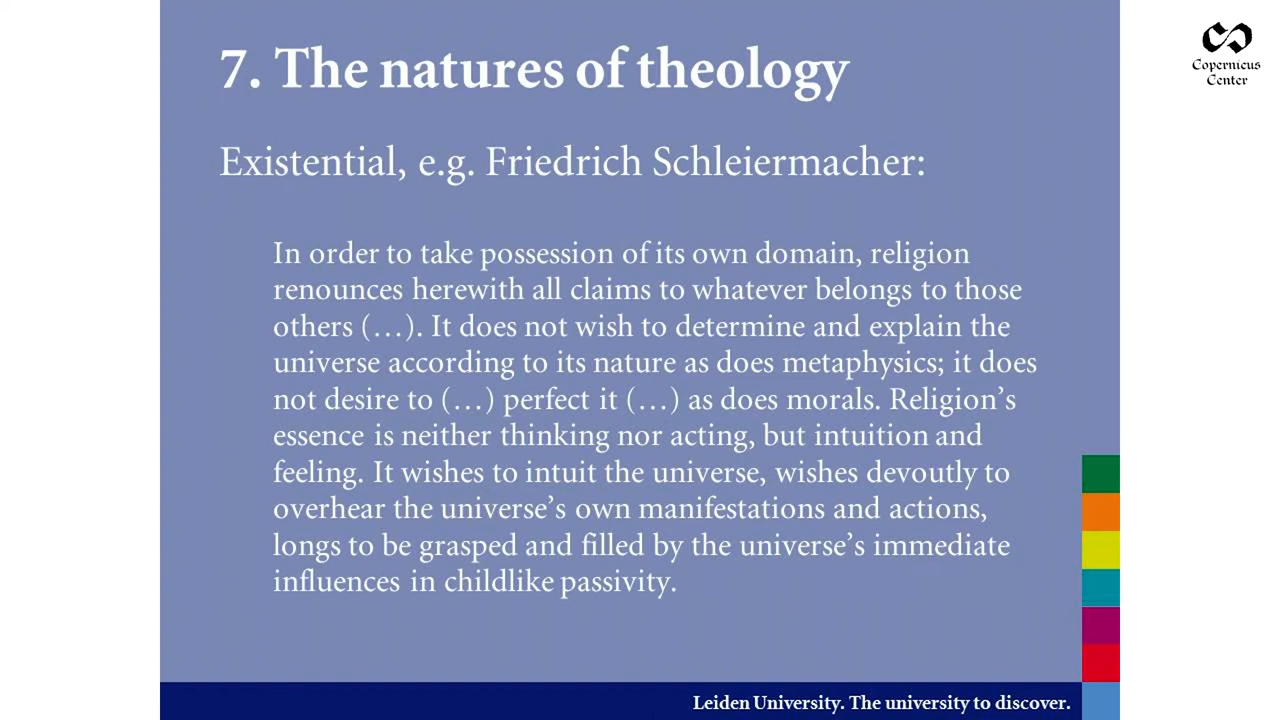 7. The natures of theology
Copernicus
Center
Existential, e.g. Friedrich Schleiermacher:
In order to take possession of its own domain, religion
renounces herewith all claims to whatever belongs to those
others (…). It does not wish to determine and explain the
universe according to its nature as does metaphysics; it does
not desire to (…) perfect it (…) as does morals. Religion’s
essence is neither thinking nor acting, but intuition and
feeling. It wishes to intuit the universe, wishes devoutly to
overhear the universe’s own manifestations and actions,
longs to be grasped and filled by the universe’s immediate
influences in childlike passivity.
Leiden University. The university to discover.